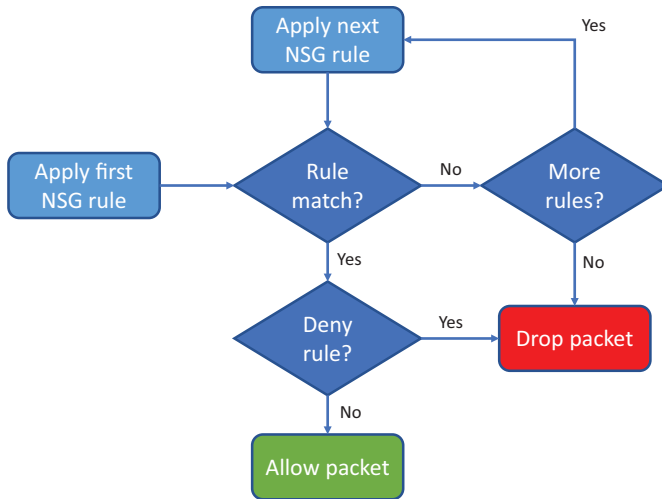 Apply next
NSG rule
Yes
Apply first
NSG rule
Rule
match?
No
More
rules?
Yes
No
Deny
rule?
Yes
Drop packet
No
Allow packet